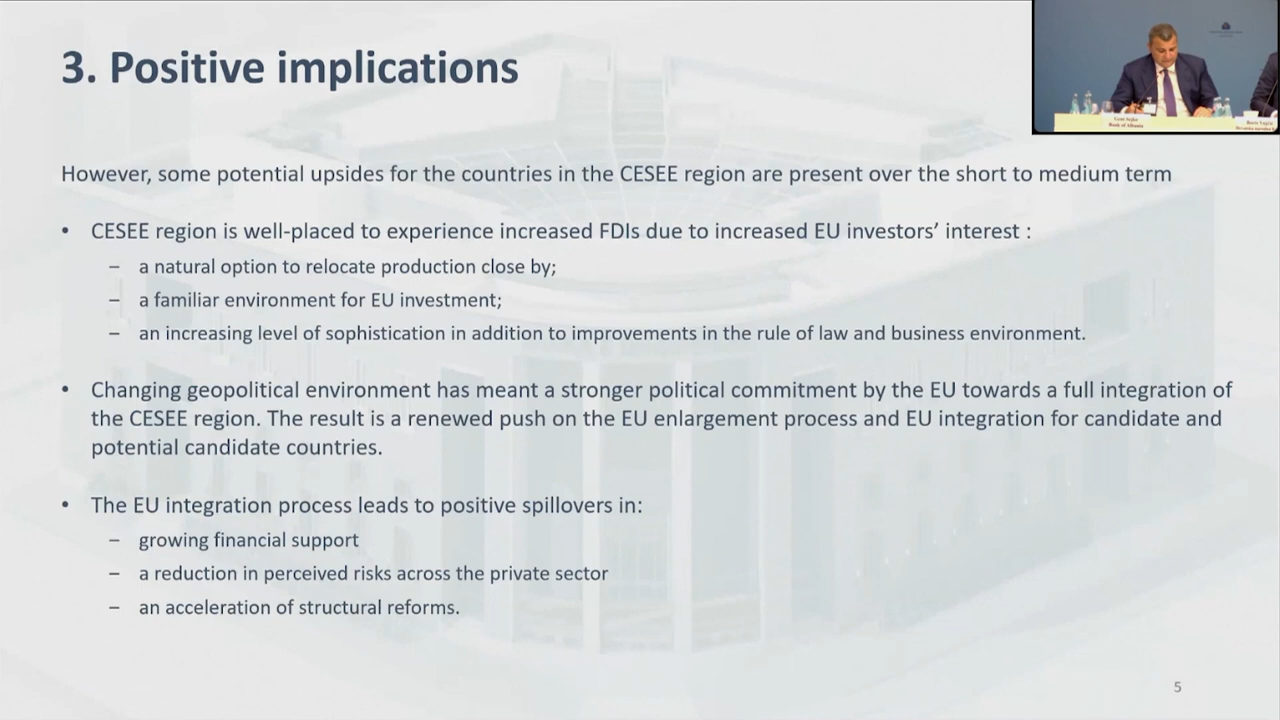 3. Positive implications
Gent Sejko
Bank of Albania
However, some potential upsides for the countries in the CESEE region are present over the short to medium term
• CESEE region is well-placed to experience increased FDIs due to increased EU investors’ interest :
– a natural option to relocate production close by;
– a familiar environment for EU investment;
– an increasing level of sophistication in addition to improvements in the rule of law and business environment.
• Changing geopolitical environment has meant a stronger political commitment by the EU towards a full integration of
the CESEE region. The result is a renewed push on the EU enlargement process and EU integration for candidate and
potential candidate countries.
• The EU integration process leads to positive spillovers in:
– growing financial support
– a reduction in perceived risks across the private sector
– an acceleration of structural reforms.
5